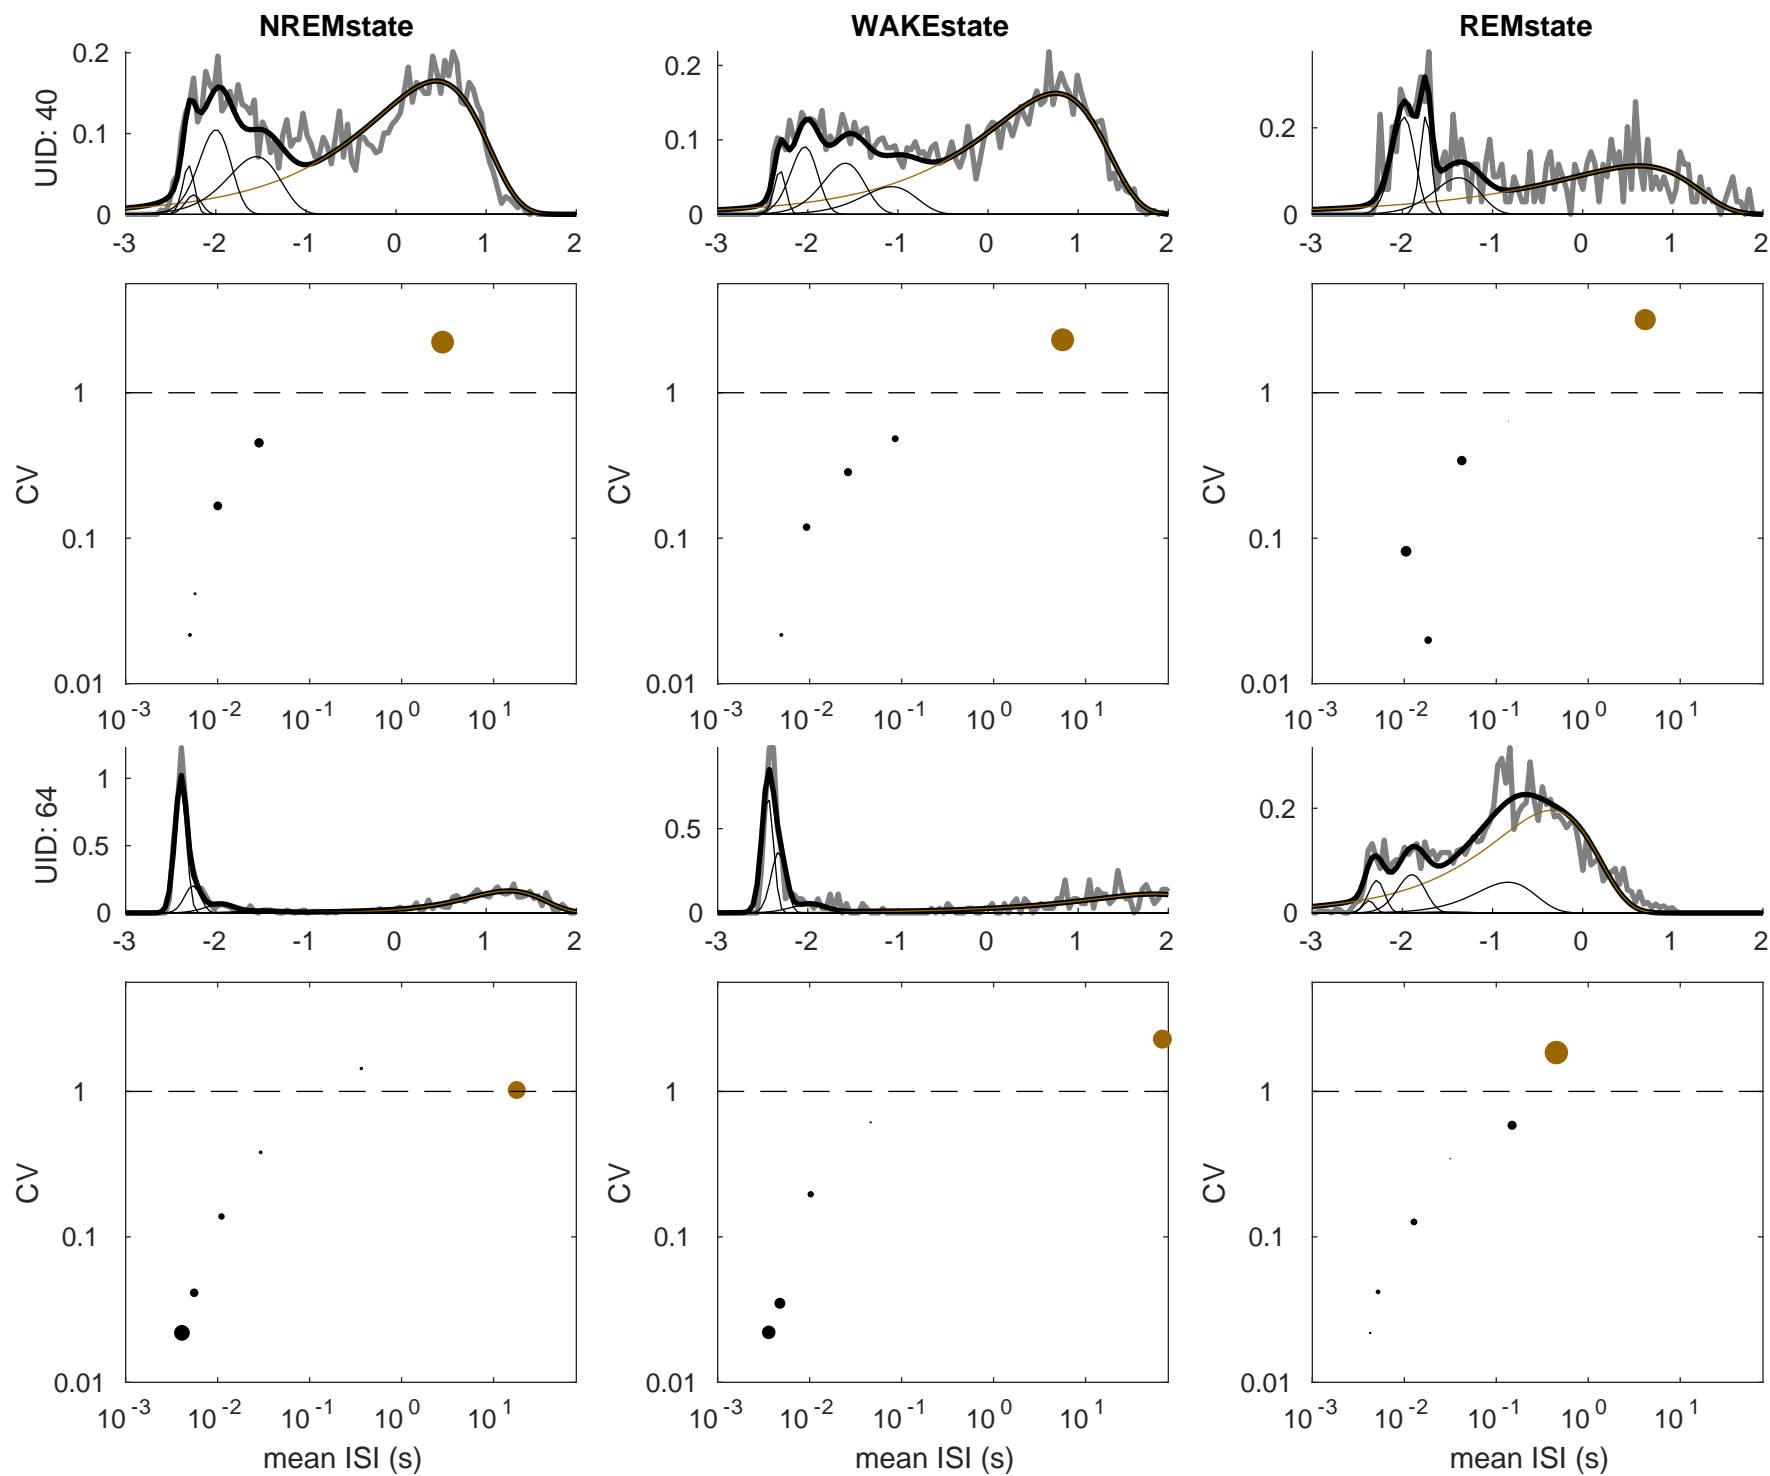 NREMstate WAKEstate REMstate
UID: 40
0.2 0.1 0
0.2 0.1 0
0.2 0
-3 -2 -1 0 1 2
-3 -2 -1 0 1 2
-3 -2 -1 0 1 2
CV 1 0.1 0.01
CV 1 0.1 0.01
CV 1 0.1 0.01
10^-3 10^-2 10^-1 10^0 10^1
10^-3 10^-2 10^-1 10^0 10^1
10^-3 10^-2 10^-1 10^0 10^1
UID: 64
1 0.5 0
0.5 0
0.2 0
-3 -2 -1 0 1 2
-3 -2 -1 0 1 2
-3 -2 -1 0 1 2
CV 1 0.1 0.01
CV 1 0.1 0.01
CV 1 0.1 0.01
10^-3 10^-2 10^-1 10^0 10^1
10^-3 10^-2 10^-1 10^0 10^1
10^-3 10^-2 10^-1 10^0 10^1
mean ISI (s) mean ISI (s) mean ISI (s)